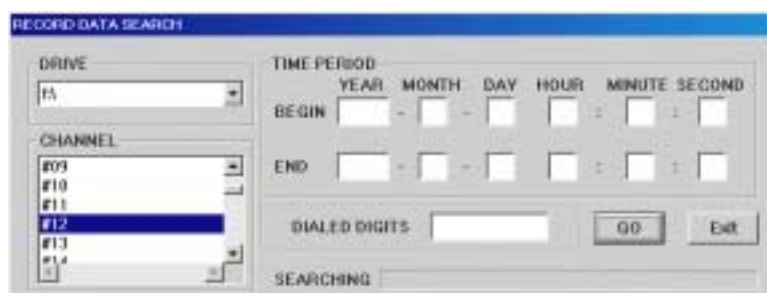 RECORD DATA SEARCH
DRIVE
CHANNEL
#09
#10
#11
#12
#13
#14
TIME PERIOD
YEAR MONTH DAY HOUR MINUTE SECOND
BEGIN - - : :
END - - : :
DIALED DIGITS GO Exit
SEARCHING